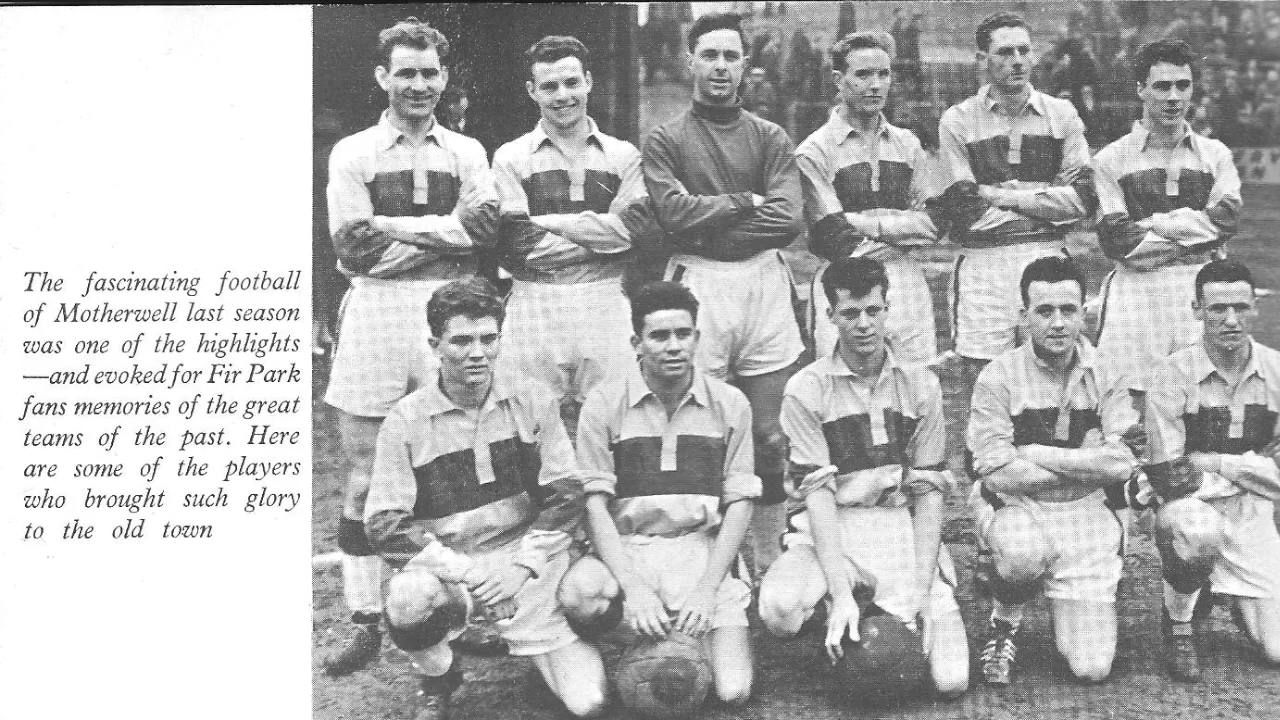 The fascinating football
of Motherwell last season
was one of the highlights
—and evoked for Fir Park
fans memories of the great
teams of the past. Here
are some of the players
who brought such glory
to the old town